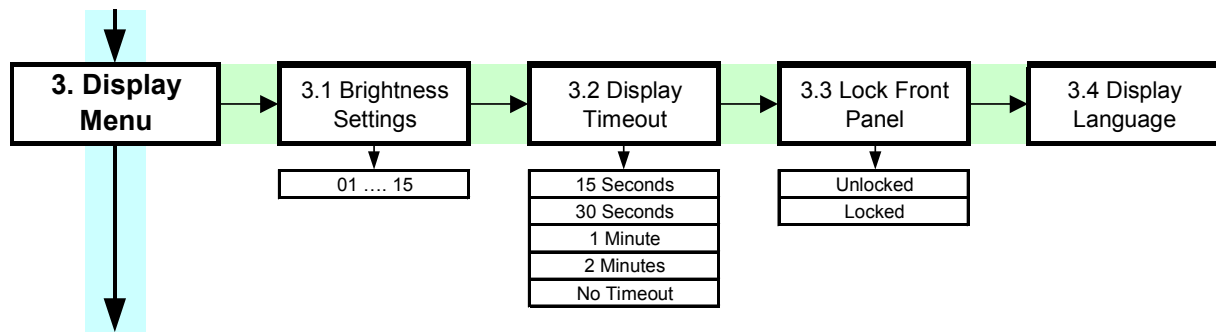 3. Display
Menu
3.1 Brightness
Settings
3.2 Display
Timeout
3.3 Lock Front
Panel
3.4 Display
Language
01 …. 15
15 Seconds
30 Seconds
1 Minute
2 Minutes
No Timeout
Unlocked
Locked